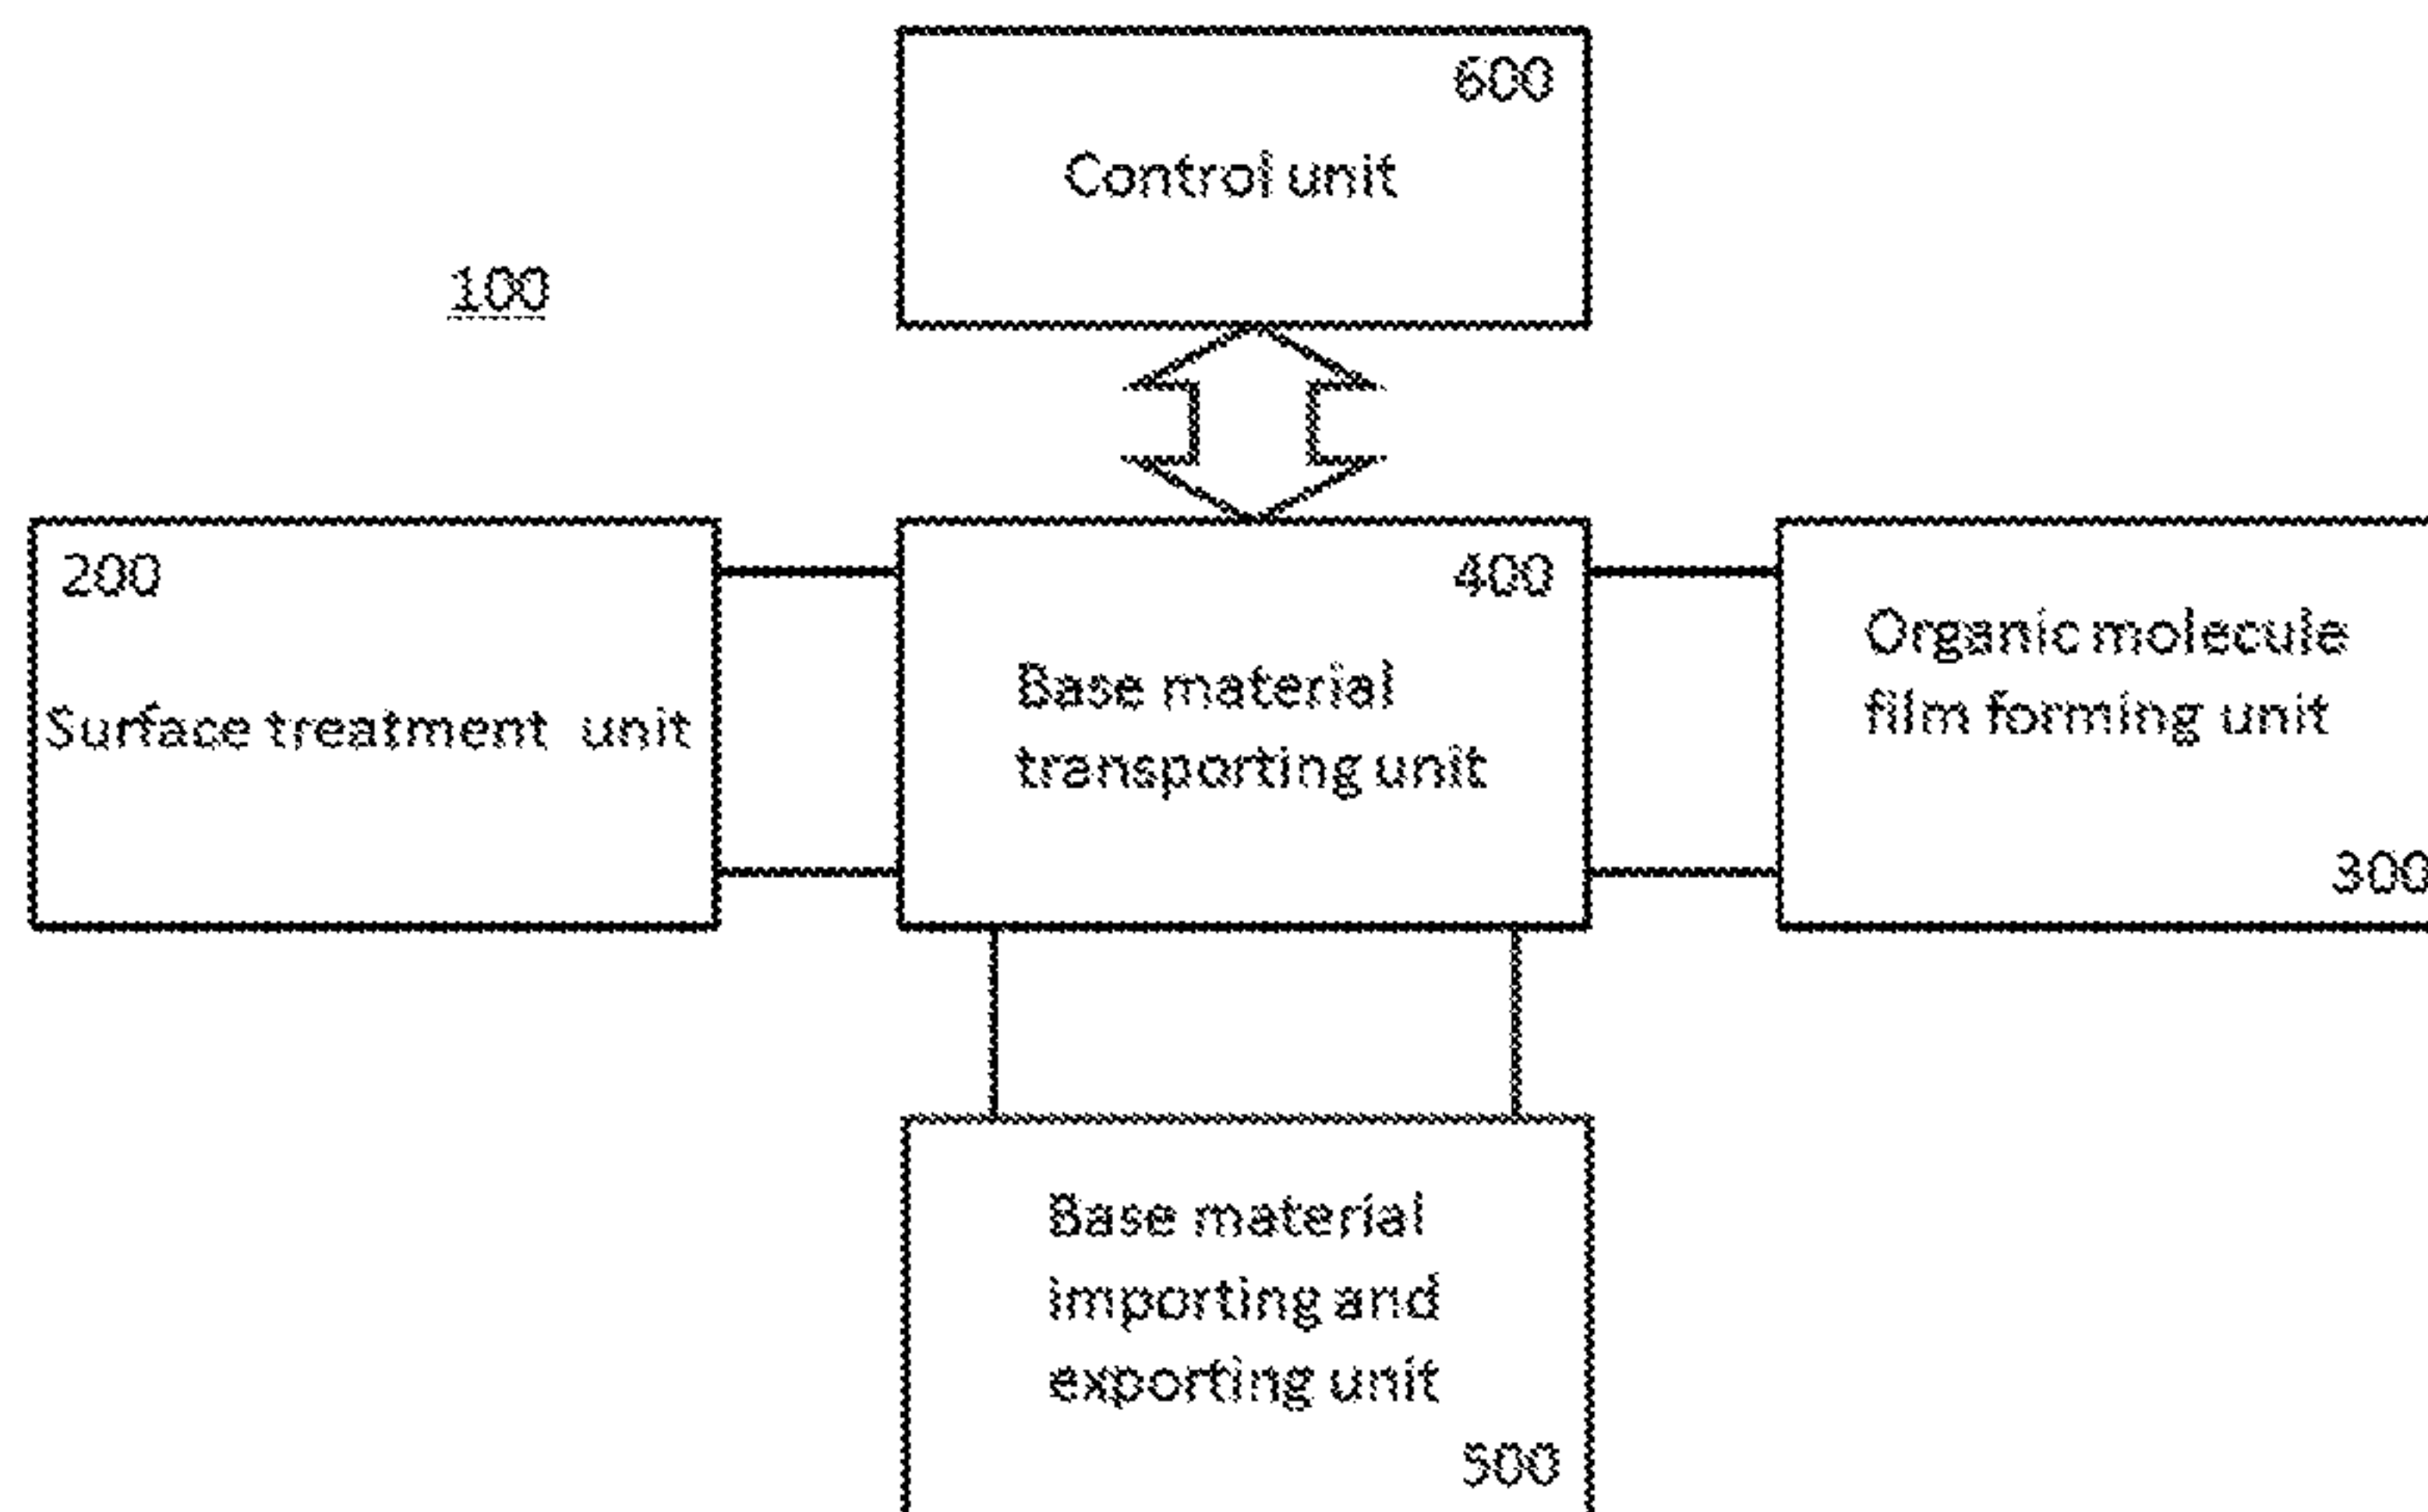 600
Control unit
100
200
Surface treatment unit
400
Base material
transporting unit
Organic molecule
film forming unit
300
Base material
importing and
exporting unit
500